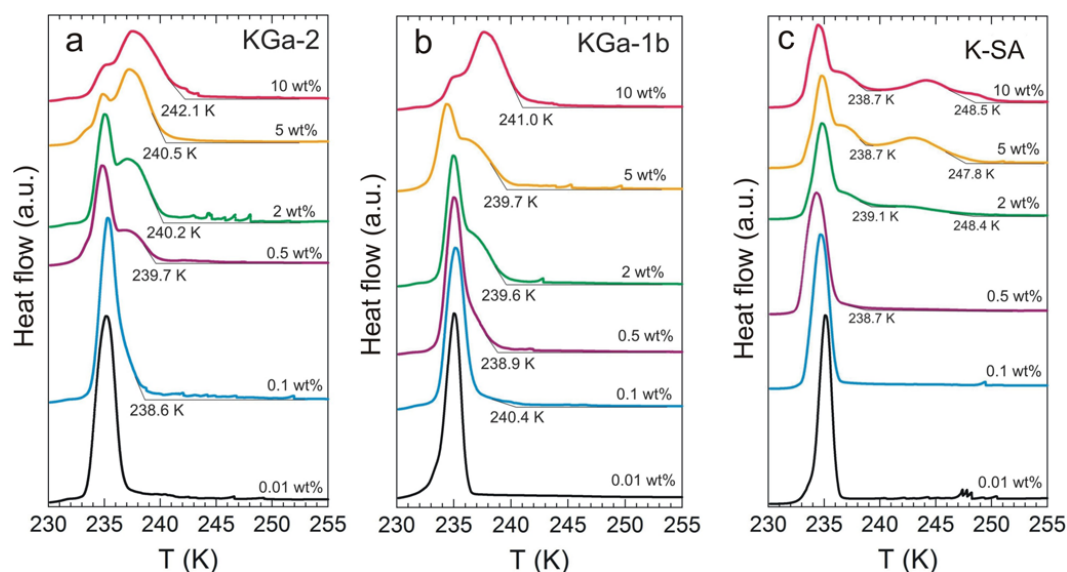 a
KGa-2
10 wt%
242.1 K
5 wt%
240.5 K
2 wt%
240.2 K
0.5 wt%
239.7 K
0.1 wt%
238.6 K
0.01 wt%
Heat flow (a.u.)
230 235 240 245 250 255
T (K)
b
KGa-1b
10 wt%
241.0 K
5 wt%
239.7 K
2 wt%
239.6 K
0.5 wt%
238.9 K
0.1 wt%
240.4 K
0.01 wt%
Heat flow (a.u.)
230 235 240 245 250 255
T (K)
c
K-SA
10 wt%
238.7 K
248.5 K
5 wt%
238.7 K
247.8 K
2 wt%
239.1 K
248.4 K
0.5 wt%
238.7 K
0.1 wt%
0.01 wt%
Heat flow (a.u.)
230 235 240 245 250 255
T (K)